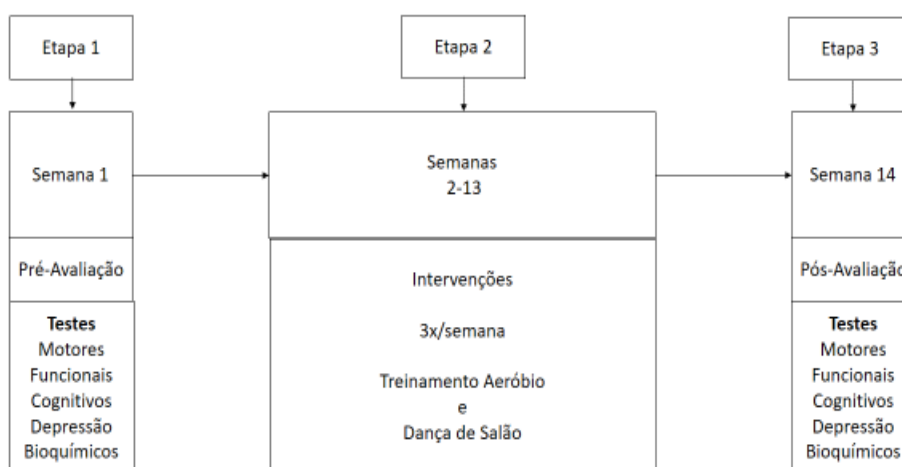 Etapa 1
Etapa 2
Etapa 3
Semana 1
Semanas
2-13
Semana 14
Pré-Avaliação
Intervenções
3x/semana
Treinamento Aeróbio
e
Dança de Salão
Pós-Avaliação
Testes
Motores
Funcionais
Cognitivos
Depressão
Bioquímicos
Testes
Motores
Funcionais
Cognitivos
Depressão
Bioquímicos